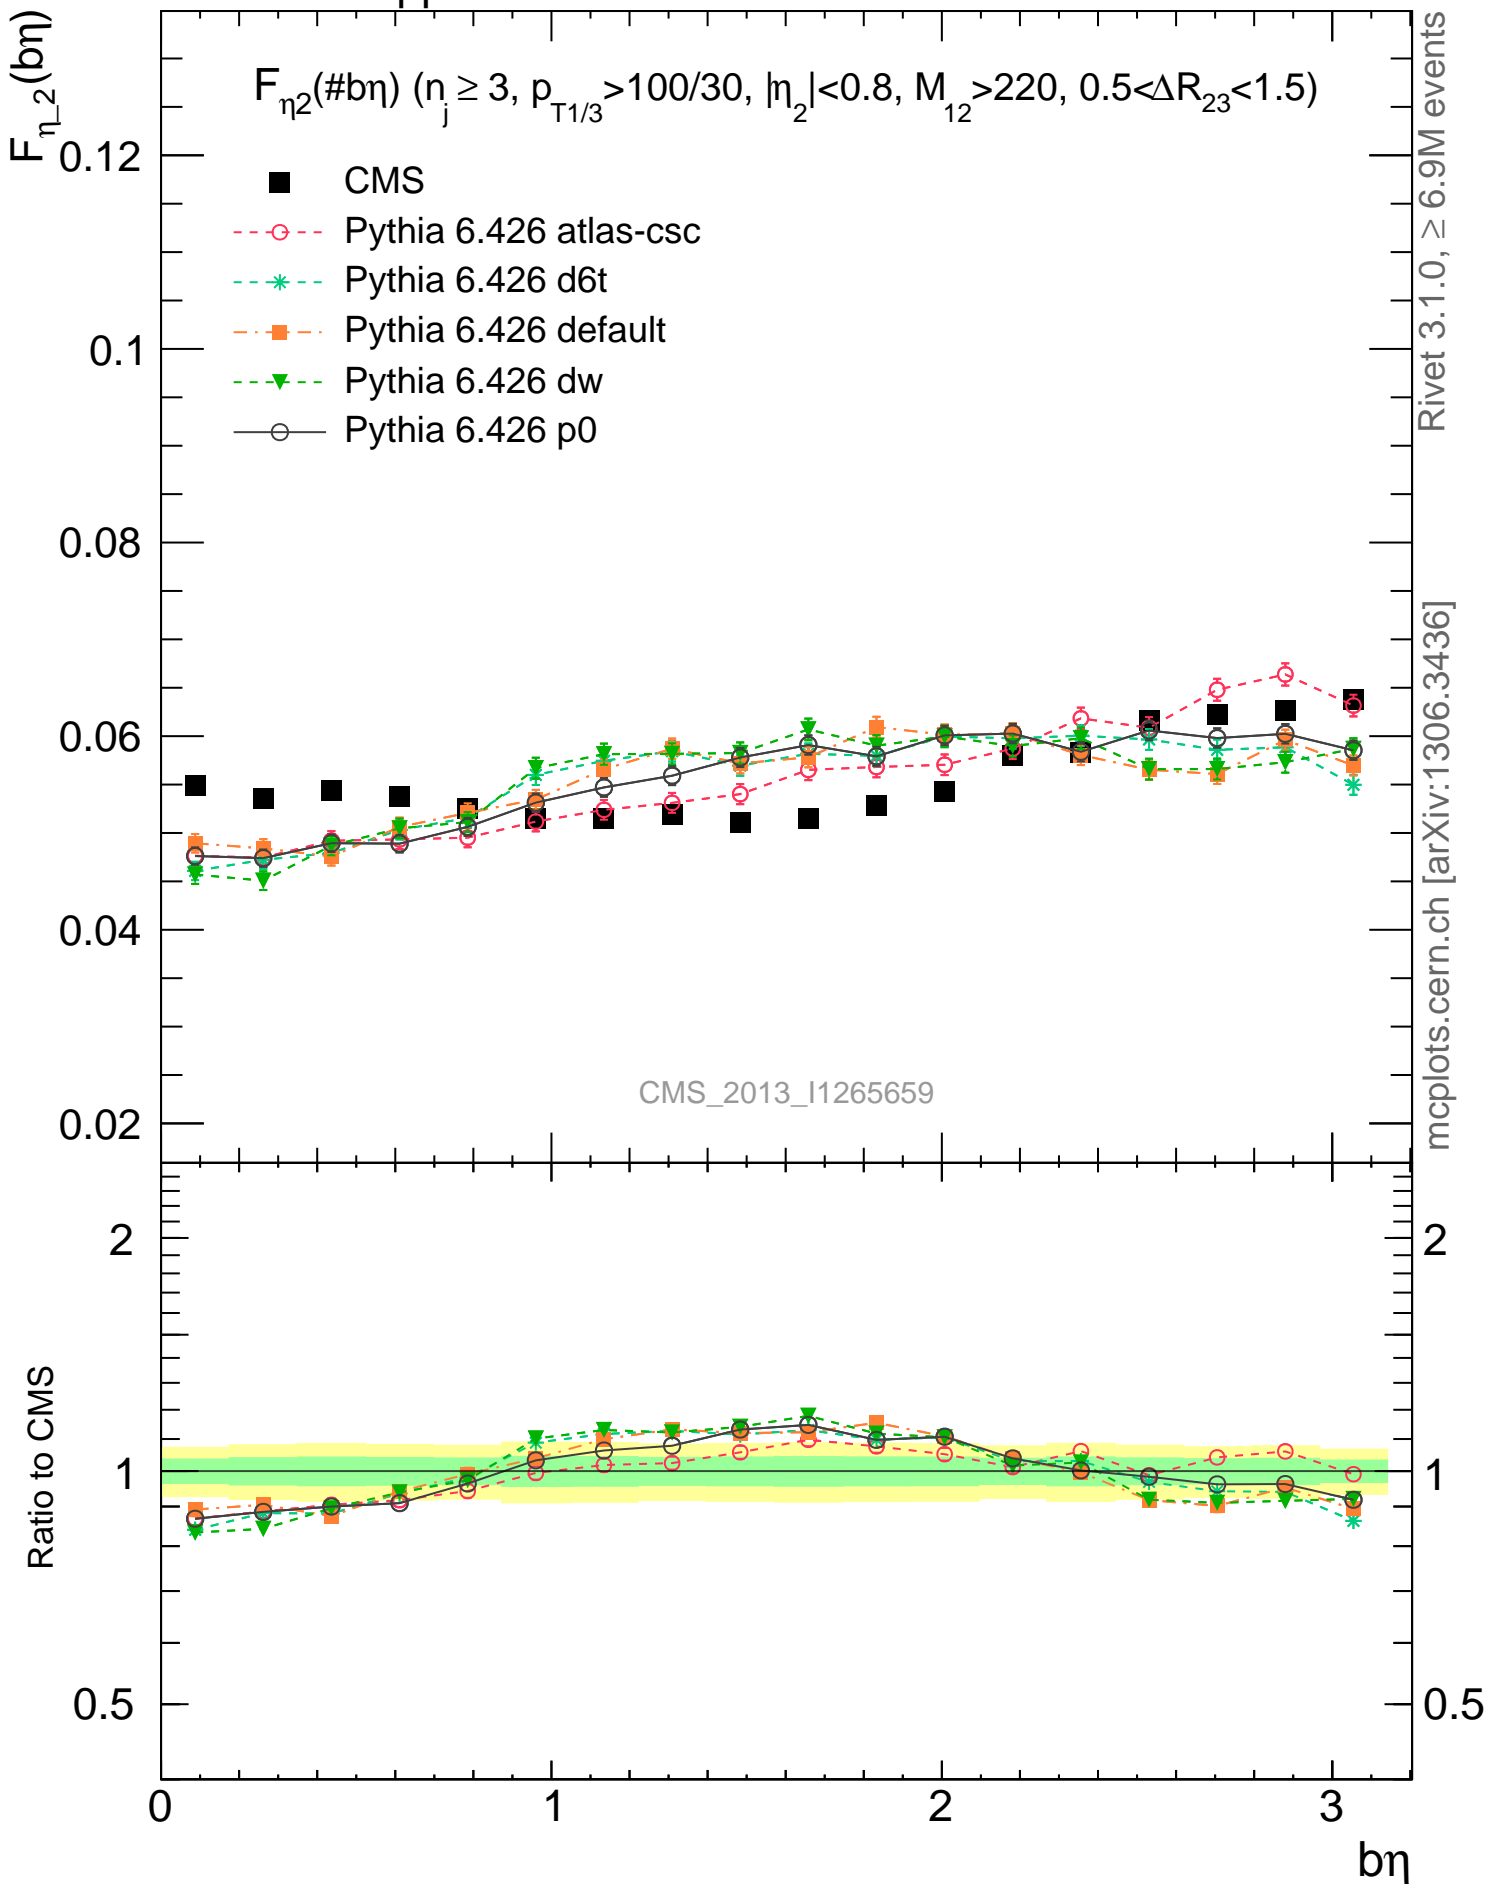 F_η_2(bη)
F_η2(#bη) (n_j ≥ 3, p_T1/3>100/30, |η_2|<0.8, M_12>220, 0.5<ΔR_23<1.5)
CMS
Pythia 6.426 atlas-csc
Pythia 6.426 d6t
Pythia 6.426 default
Pythia 6.426 dw
Pythia 6.426 p0
0.12
0.1
0.08
0.06
0.04
0.02
CMS_2013_I1265659
Rivet 3.1.0, ≥ 6.9M events
mcplots.cern.ch [arXiv:1306.3436]
Ratio to CMS
2
1
0.5
2
1
0.5
0
1
2
3
bη